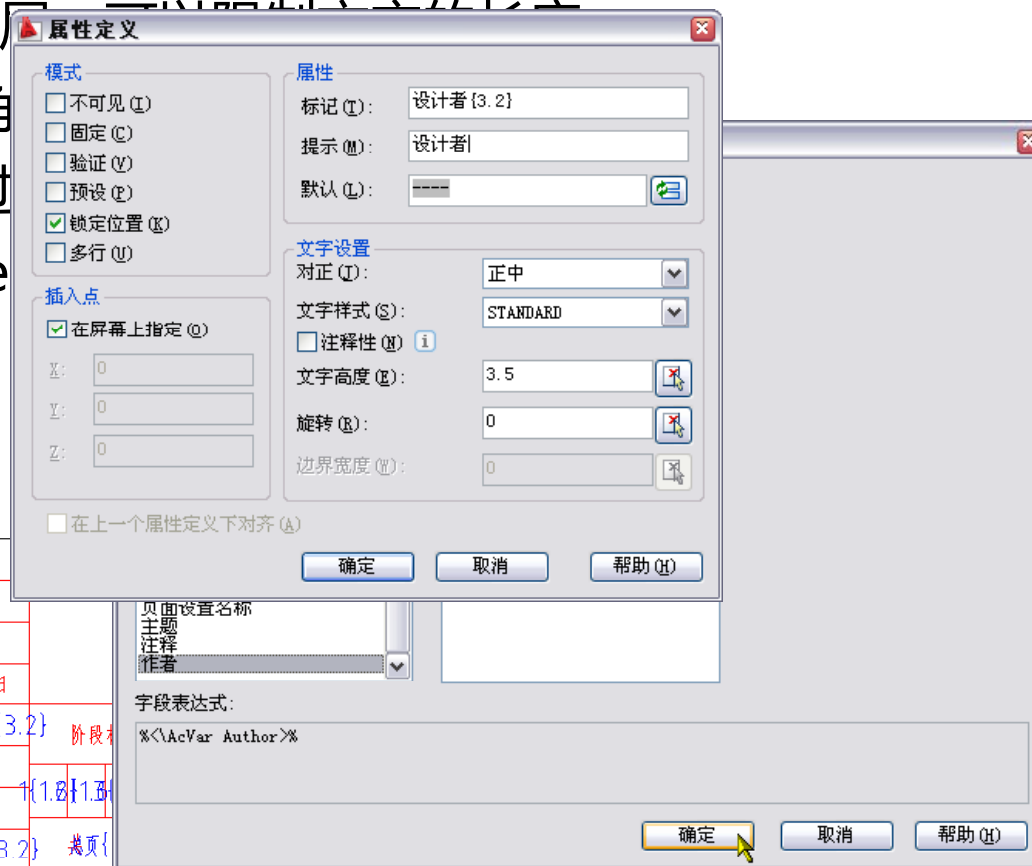 属性定义
模式
不可见(I)
固定(C)
验证(V)
预设(P)
锁定位置(K)
多行(U)
插入点
在屏幕上指定(O)
X: 0
Y: 0
Z: 0
属性
标记(T): 设计者{3.2}
提示(M): 设计者
默认(L): ----
文字设置
对正(J): 正中
文字样式(S): STANDARD
注释性(N)
文字高度(E): 3.5
旋转(R): 0
边界宽度(W): 0
在上一个属性定义下对齐(A)
确定 取消 帮助(H)
页面设置名称
主题
注释
作者
字段表达式:
%<\AcVar Author>%
确定 取消 帮助(H)
3.2}
阶段
3.2}
页{